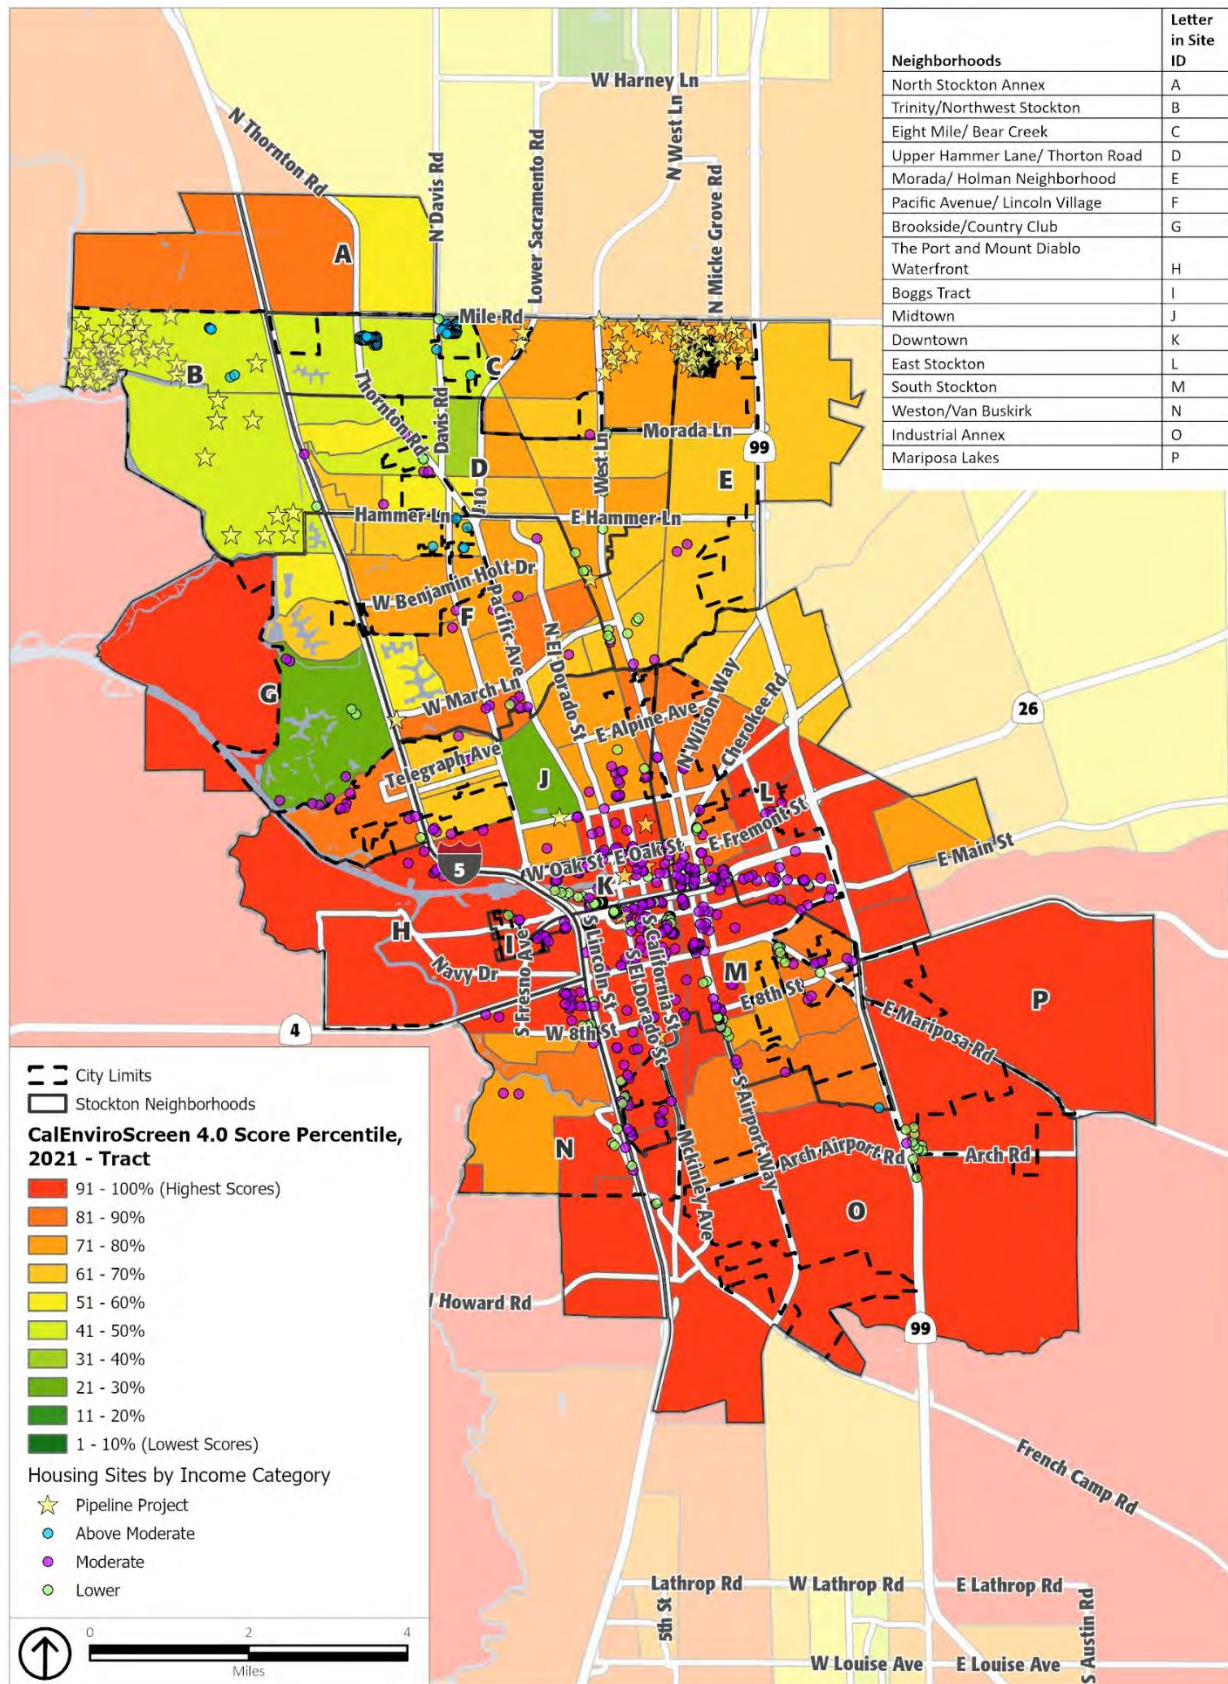 Neighborhoods
Letter in Site ID
North Stockton Annex A
Trinity/Northwest Stockton B
Eight Mile/ Bear Creek C
Upper Hammer Lane/ Thorton Road D
Morada/ Holman Neighborhood E
Pacific Avenue/ Lincoln Village F
Brookside/Country Club G
The Port and Mount Diablo
Waterfront H
Boggs Tract I
Midtown J
Downtown K
East Stockton L
South Stockton M
Weston/Van Buskirk N
Industrial Annex O
Mariposa Lakes P
W Harney Ln
N Thornton Rd
N Davis Rd
Lower Sacramento Rd
N West Ln
N Micke Grove Rd
A
Mile Rd
B
C
Thornton Rd
Davis Rd
Morada Ln
99
D
West Ln
E
J10
Hammer Ln
E Hammer Ln
W Benjamin Holt Dr
F
Pacific Ave
N El Dorado St
G
W March Ln
N Wilson Way
Cherokee Rd
26
E Alpine Ave
Telegraph Ave
J
L
E Fremont St
E Main St
5
W Oak St
E Oak St
K
H
I
S Fresno Ave
S Lincoln St
S California St
S El Dorado St
Navy Dr
M
E 8th St
P
4
W 8th St
E Mariposa Rd
S Airport Way
N
Mckinley Ave
Arch Airport Rd
Arch Rd
O
Howard Rd
99
French Camp Rd
Lathrop Rd
W Lathrop Rd
E Lathrop Rd
5th St
S Austin Rd
W Louise Ave
E Louise Ave
City Limits
Stockton Neighborhoods
CalEnviroScreen 4.0 Score Percentile,
2021 - Tract
91 - 100% (Highest Scores)
81 - 90%
71 - 80%
61 - 70%
51 - 60%
41 - 50%
31 - 40%
21 - 30%
11 - 20%
1 - 10% (Lowest Scores)
Housing Sites by Income Category
Pipeline Project
Above Moderate
Moderate
Lower
0 2 4
Miles